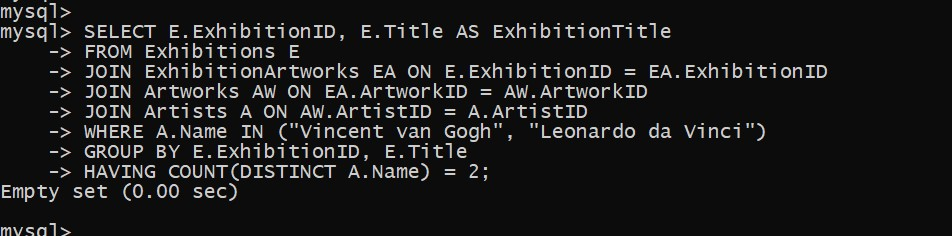 mysql>
mysql> SELECT E.ExhibitionID, E.Title AS ExhibitionTitle
    -> FROM Exhibitions E
    -> JOIN ExhibitionArtworks EA ON E.ExhibitionID = EA.ExhibitionID
    -> JOIN Artworks AW ON EA.ArtworkID = AW.ArtworkID
    -> JOIN Artists A ON AW.ArtistID = A.ArtistID
    -> WHERE A.Name IN ("Vincent van Gogh", "Leonardo da Vinci")
    -> GROUP BY E.ExhibitionID, E.Title
    -> HAVING COUNT(DISTINCT A.Name) = 2;
Empty set (0.00 sec)
mysql>